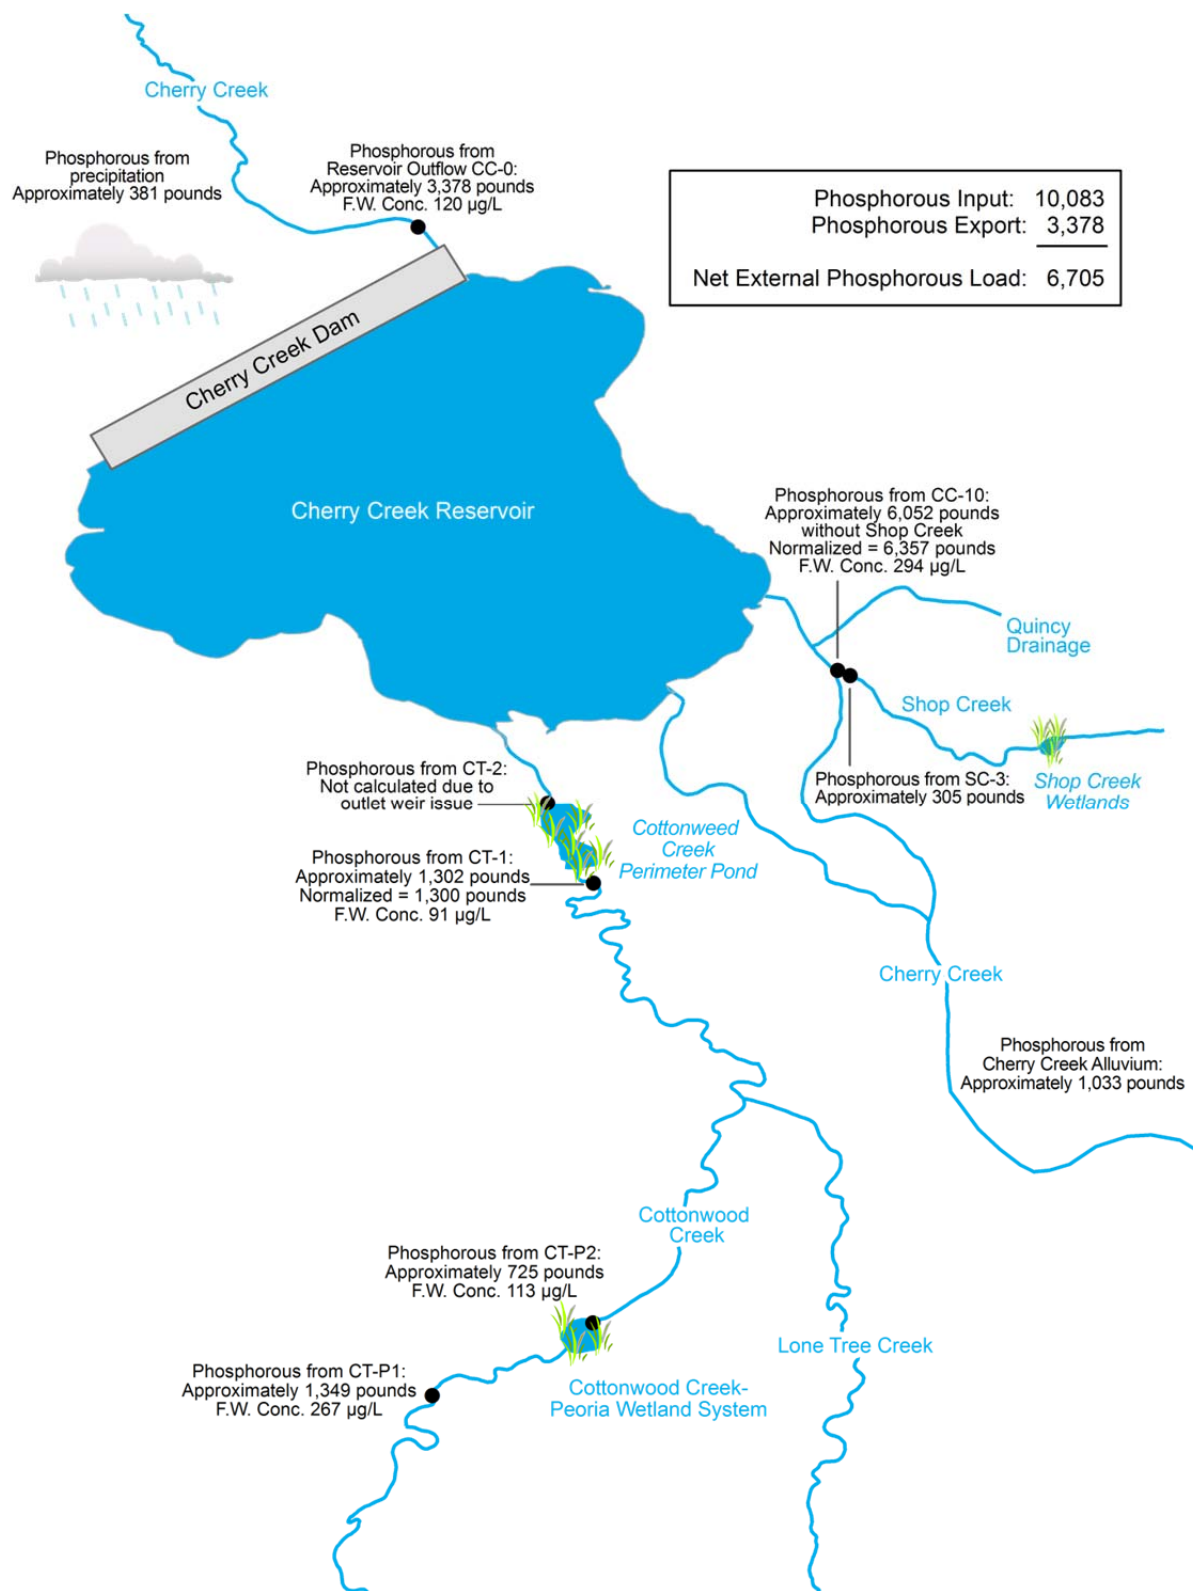 Cherry Creek
Phosphorous from
precipitation
Approximately 381 pounds
Phosphorous from
Reservoir Outflow CC-0:
Approximately 3,378 pounds
F.W. Conc. 120 µg/L
Phosphorous Input: 10,083
Phosphorous Export: 3,378
Net External Phosphorous Load: 6,705
Cherry Creek Dam
Cherry Creek Reservoir
Phosphorous from CC-10:
Approximately 6,052 pounds
without Shop Creek
Normalized = 6,357 pounds
F.W. Conc. 294 µg/L
Quincy
Drainage
Shop Creek
Phosphorous from SC-3:
Approximately 305 pounds
Shop Creek
Wetlands
Phosphorous from CT-2:
Not calculated due to
outlet weir issue
Cottonweed
Creek
Perimeter Pond
Phosphorous from CT-1:
Approximately 1,302 pounds
Normalized = 1,300 pounds
F.W. Conc. 91 µg/L
Cherry Creek
Phosphorous from
Cherry Creek Alluvium:
Approximately 1,033 pounds
Cottonwood
Creek
Phosphorous from CT-P2:
Approximately 725 pounds
F.W. Conc. 113 µg/L
Lone Tree Creek
Phosphorous from CT-P1:
Approximately 1,349 pounds
F.W. Conc. 267 µg/L
Cottonwood Creek-
Peoria Wetland System